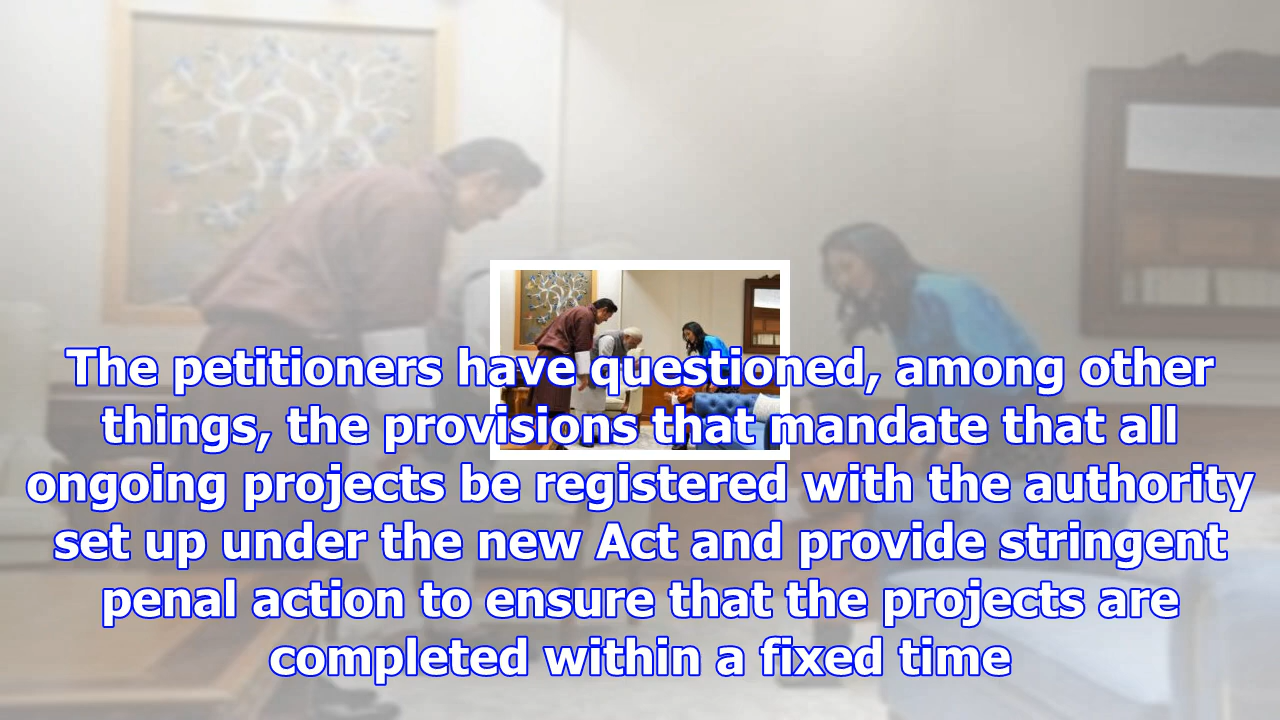 The petitioners have questioned, among other
things, the provisions that mandate that all
ongoing projects be registered with the authority
set up under the new Act and provide stringent
penal action to ensure that the projects are
completed within a fixed time